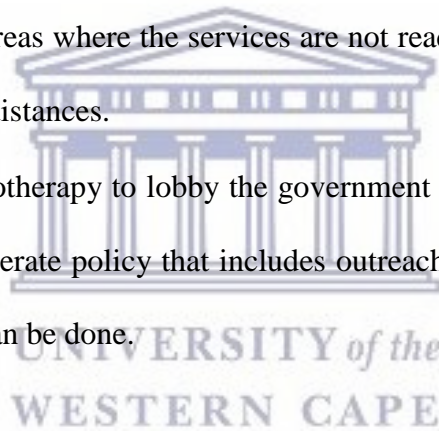 reas where the services are not read
istances.
otherapy to lobby the government
erate policy that includes outreach
an be done.
UNIVERSITY of the
WESTERN CAPE